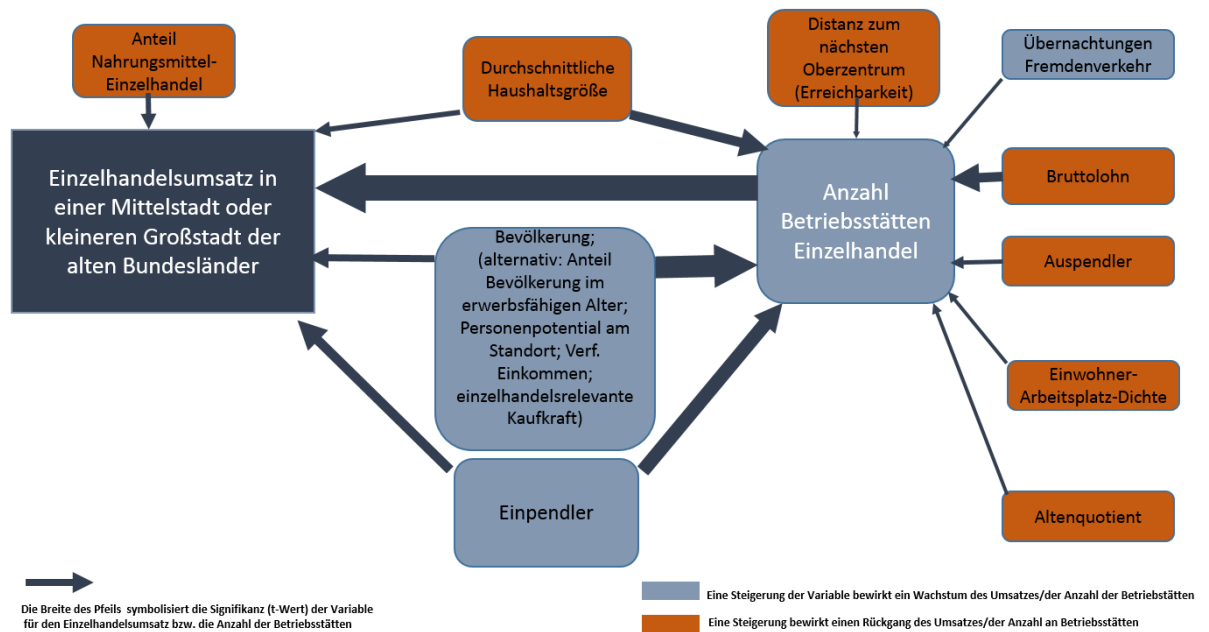 Anteil
Nahrungsmittel-
Einzelhandel
Durchschnittliche
Haushaltsgröße
Distanz zum
nächsten
Oberzentrum
(Erreichbarkeit)
Übernachtungen
Fremdenverkehr
Einzelhandelsumsatz in
einer Mittelstadt oder
kleineren Großstadt der
alten Bundesländer
Anzahl
Betriebsstätten
Einzelhandel
Bruttolohn
Bevölkerung;
(alternativ: Anteil
Bevölkerung im
erwerbsfähigen Alter;
Personenpotential am
Standort; Verf.
Einkommen;
einzelhandelsrelevante
Kaufkraft)
Auspendler
Einwohner-
Arbeitsplatz-Dichte
Einpendler
Altenquotient
Die Breite des Pfeils symbolisiert die Signifikanz (t-Wert) der Variable
für den Einzelhandelsumsatz bzw. die Anzahl der Betriebsstätten
Eine Steigerung der Variable bewirkt ein Wachstum des Umsatzes/der Anzahl der Betriebstätten
Eine Steigerung bewirkt einen Rückgang des Umsatzes/der Anzahl an Betriebsstätten